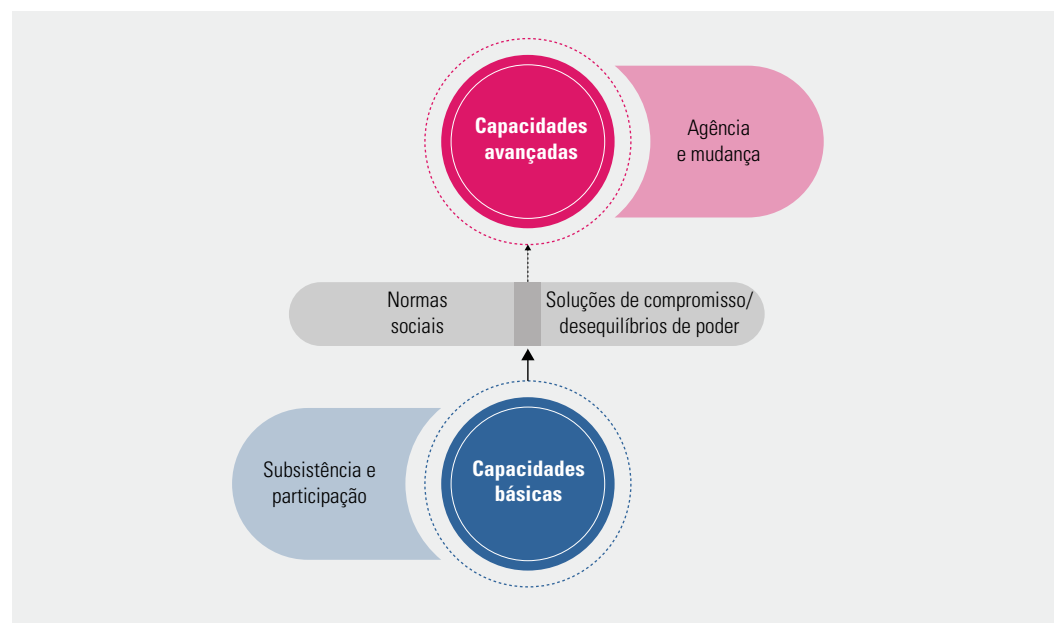 Capacidades
avançadas
Agência
e mudança
Normas
sociais
Soluções de compromisso/
desequilíbrios de poder
Subsistência e
participação
Capacidades
básicas